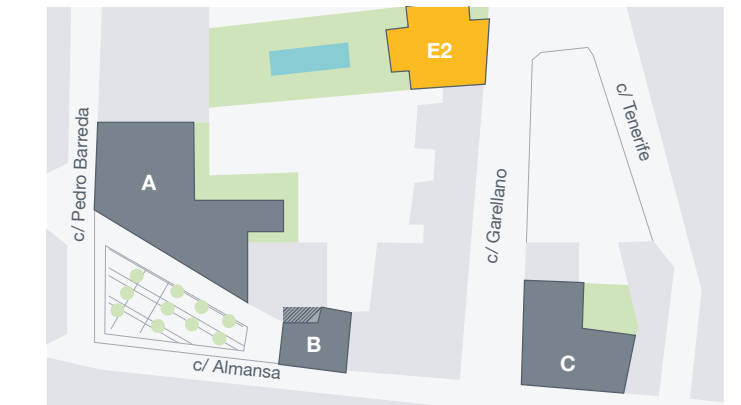 E2
c/ Tenerife
c/ Pedro Barreda
A
c/ Garellano
B
C
c/ Almansa